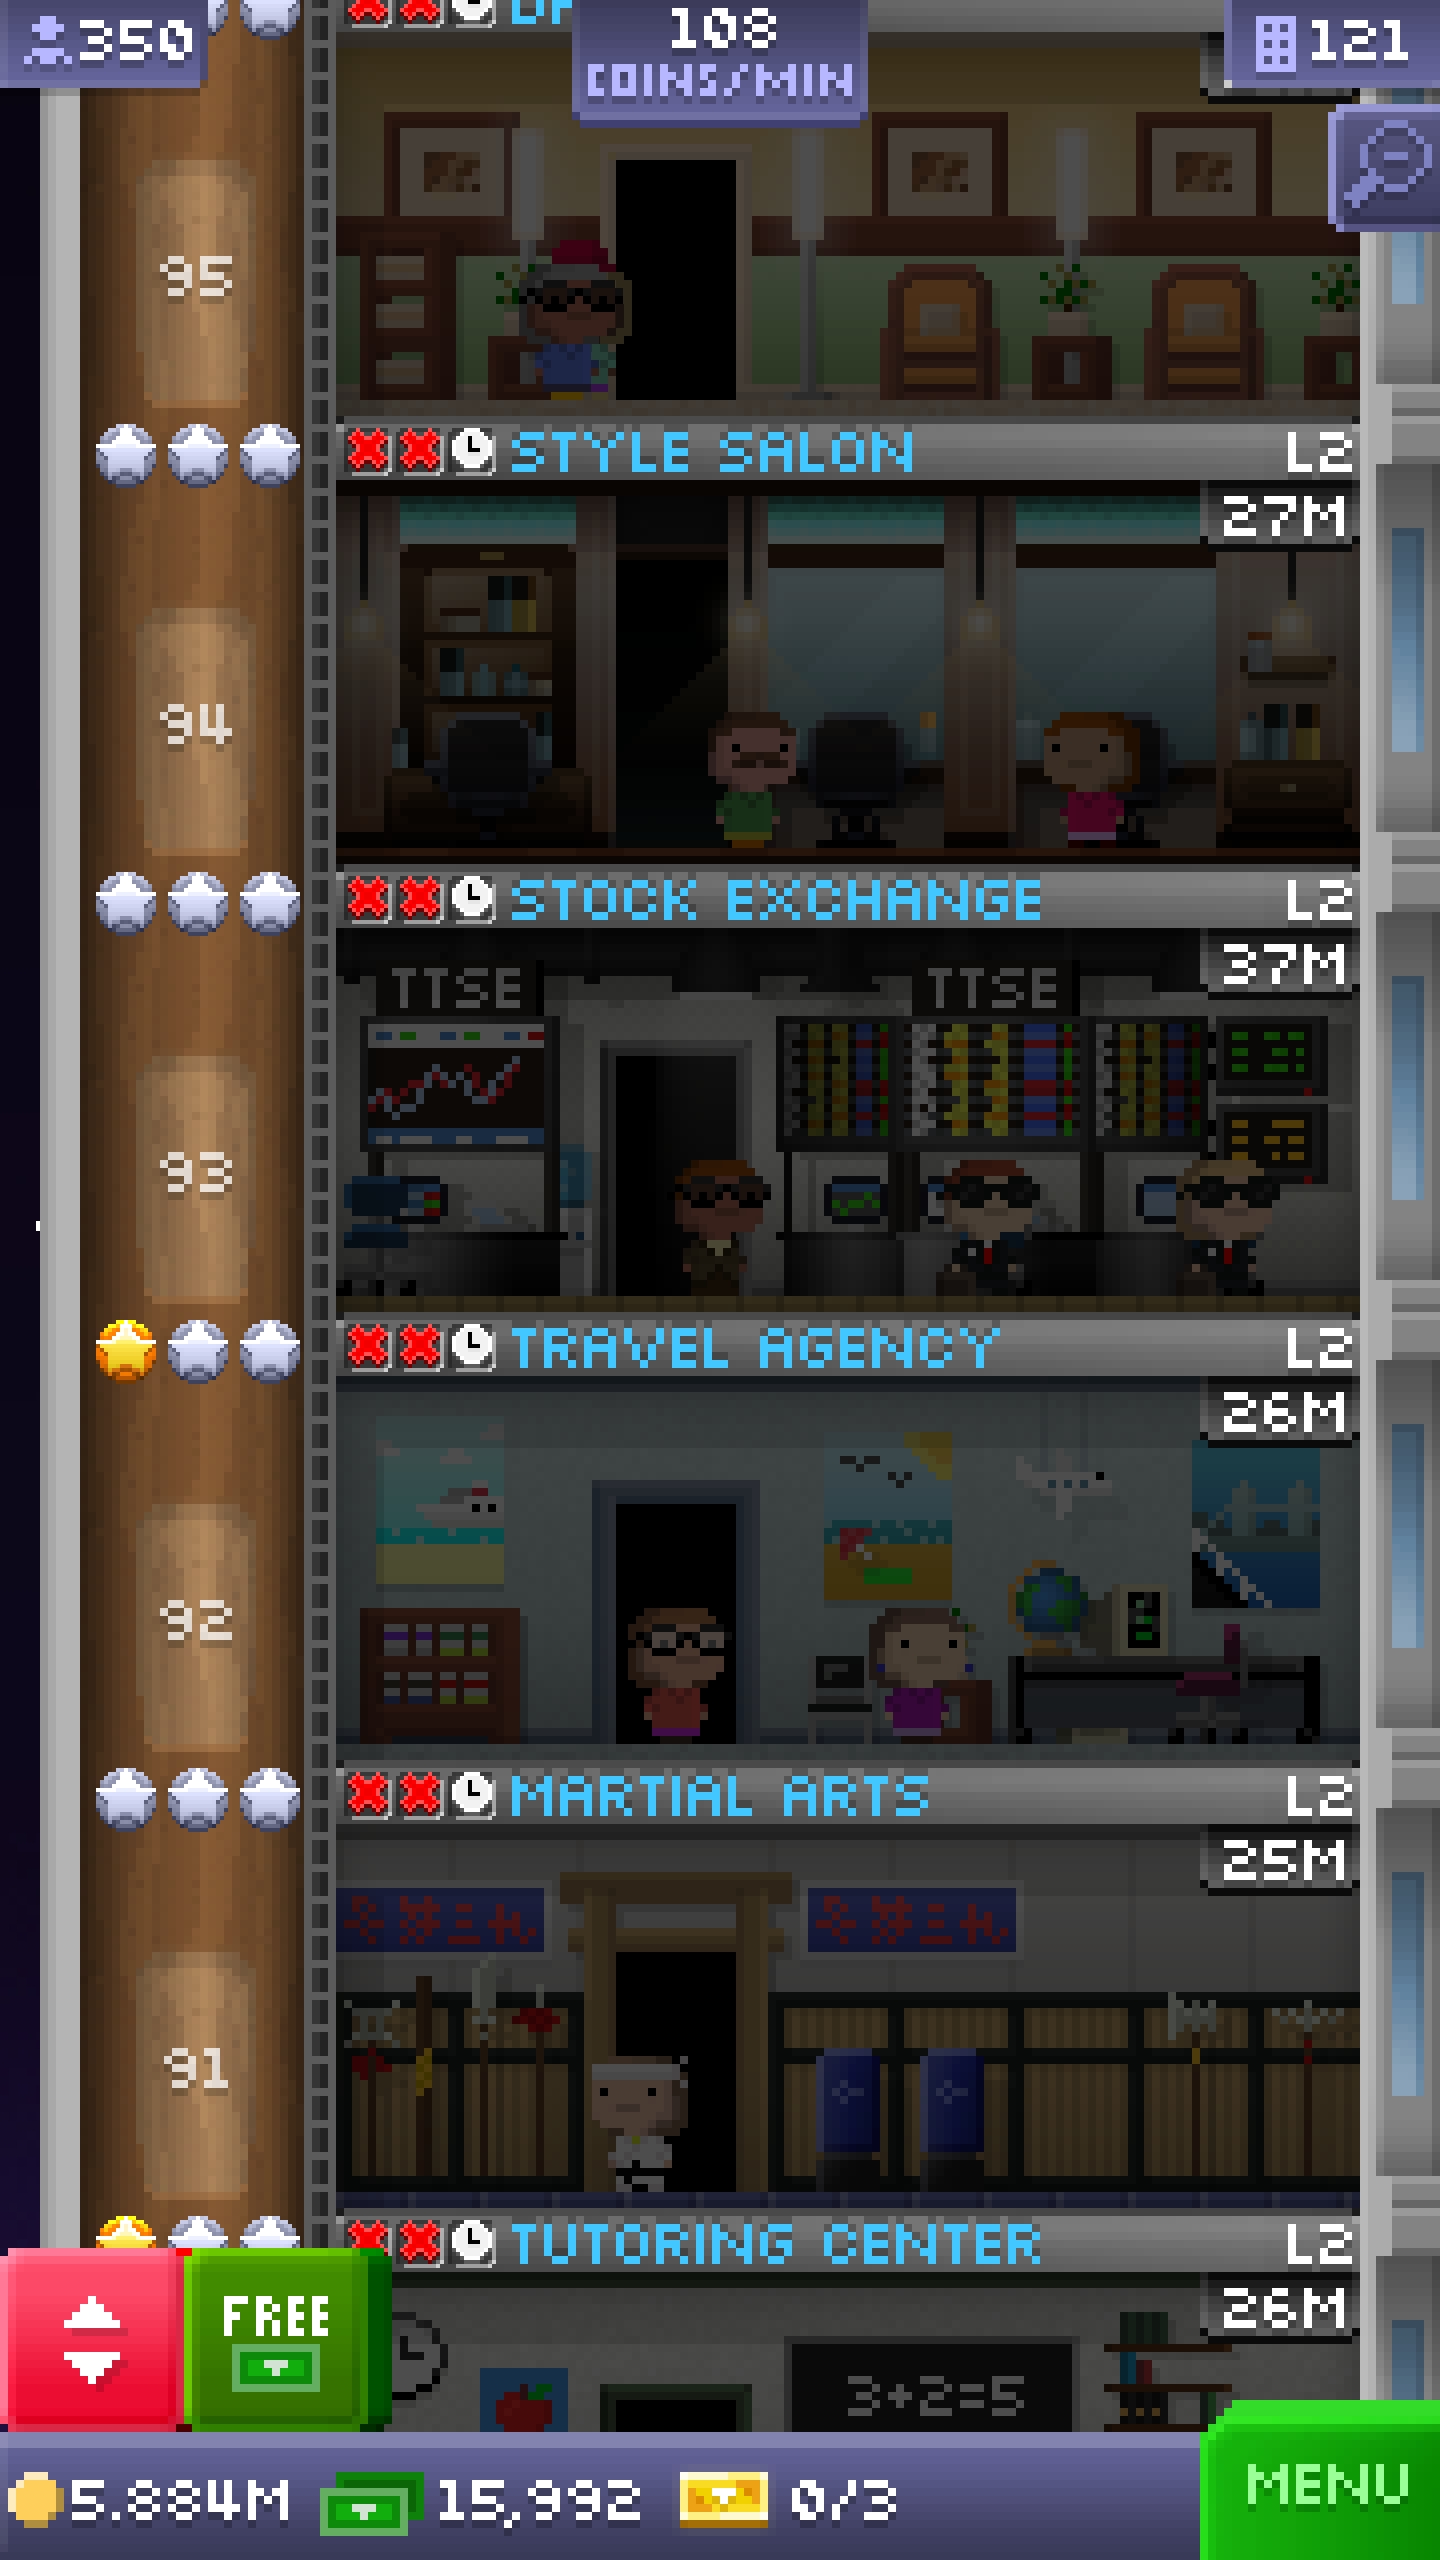 350
108
COINS/MIN
121
95
STYLE SALON L2
27M
94
STOCK EXCHANGE L2
37M
TTSE TTSE
93
TRAVEL AGENCY L2
26M
92
MARTIAL ARTS L2
25M
91
TUTORING CENTER L2
26M
FREE
3+2=5
5.884M 15,992 0/3
MENU